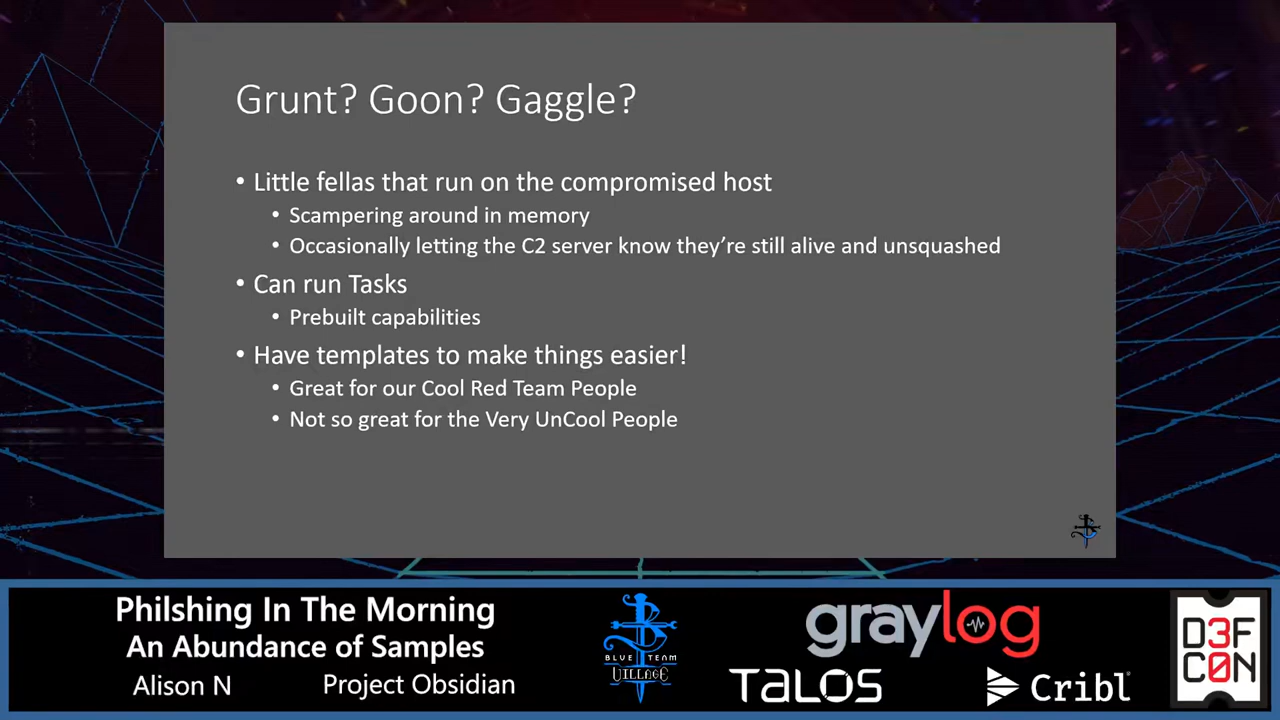 Grunt? Goon? Gaggle?
• Little fellas that run on the compromised host
• Scampering around in memory
• Occasionally letting the C2 server know they're still alive and unsquashed
• Can run Tasks
• Prebuilt capabilities
• Have templates to make things easier!
• Great for our Cool Red Team People
• Not so great for the Very UnCool People
Philshing In The Morning
An Abundance of Samples
Alison N
Project Obsidian
BLUE TEAM
VILLAGE
graylog
TALOS
Cribl
D3F
C0N